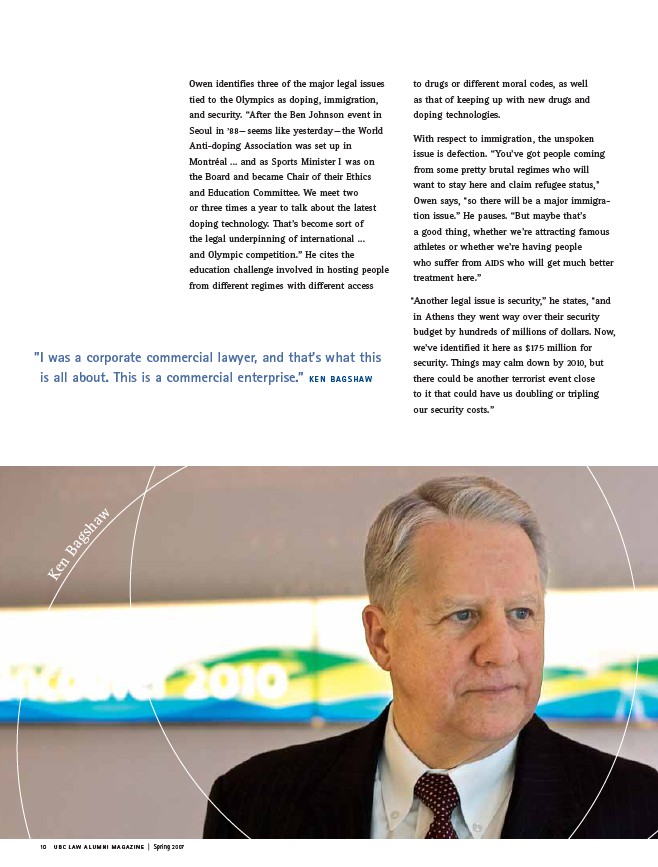 Owen identifies three of the major legal issues
tied to the Olympics as doping, immigration,
and security. “After the Ben Johnson event in
Seoul in ’88—seems like yesterday—the World
Anti-doping Association was set up in
Montréal ... and as Sports Minister I was on
the Board and became Chair of their Ethics
and Education Committee. We meet two
or three times a year to talk about the latest
doping technology. That’s become sort of
the legal underpinning of international ...
and Olympic competition.” He cites the
education challenge involved in hosting people
from different regimes with different access
to drugs or different moral codes, as well
as that of keeping up with new drugs and
doping technologies.
With respect to immigration, the unspoken
issue is defection. “You’ve got people coming
from some pretty brutal regimes who will
want to stay here and claim refugee status,”
Owen says, “so there will be a major immigra-
tion issue.” He pauses. “But maybe that’s
a good thing, whether we’re attracting famous
athletes or whether we’re having people
who suffer from AIDS who will get much better
treatment here.”
“Another legal issue is security,” he states, “and
in Athens they went way over their security
budget by hundreds of millions of dollars. Now,
we’ve identified it here as $175 million for
security. Things may calm down by 2010, but
there could be another terrorist event close
to it that could have us doubling or tripling
our security costs.”
"I was a corporate commercial lawyer, and that’s what this
is all about. This is a commercial enterprise.” KEN BAGSHAW
Ken Bagshaw
ncouver 2010
10 UBC LAW ALUMNI MAGAZINE | Spring 2007